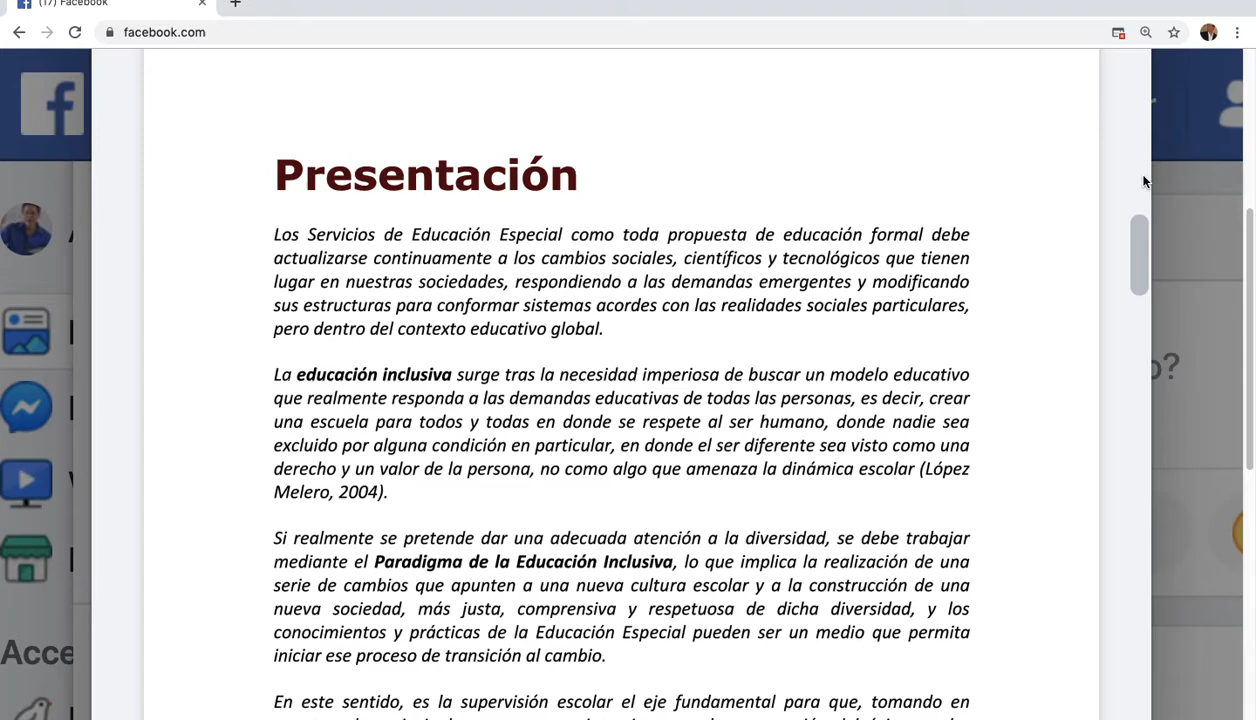 (17) Facebook
facebook.com
Presentación
Los Servicios de Educación Especial como toda propuesta de educación formal debe
actualizarse continuamente a los cambios sociales, científicos y tecnológicos que tienen
lugar en nuestras sociedades, respondiendo a las demandas emergentes y modificando
sus estructuras para conformar sistemas acordes con las realidades sociales particulares,
pero dentro del contexto educativo global.
La educación inclusiva surge tras la necesidad imperiosa de buscar un modelo educativo
que realmente responda a las demandas educativas de todas las personas, es decir, crear
una escuela para todos y todas en donde se respete al ser humano, donde nadie sea
excluido por alguna condición en particular, en donde el ser diferente sea visto como una
derecho y un valor de la persona, no como algo que amenaza la dinámica escolar (López
Melero, 2004).
Si realmente se pretende dar una adecuada atención a la diversidad, se debe trabajar
mediante el Paradigma de la Educación Inclusiva, lo que implica la realización de una
serie de cambios que apunten a una nueva cultura escolar y a la construcción de una
nueva sociedad, más justa, comprensiva y respetuosa de dicha diversidad, y los
conocimientos y prácticas de la Educación Especial pueden ser un medio que permita
iniciar ese proceso de transición al cambio.
En este sentido, es la supervisión escolar el eje fundamental para que, tomando en
o?
Acce